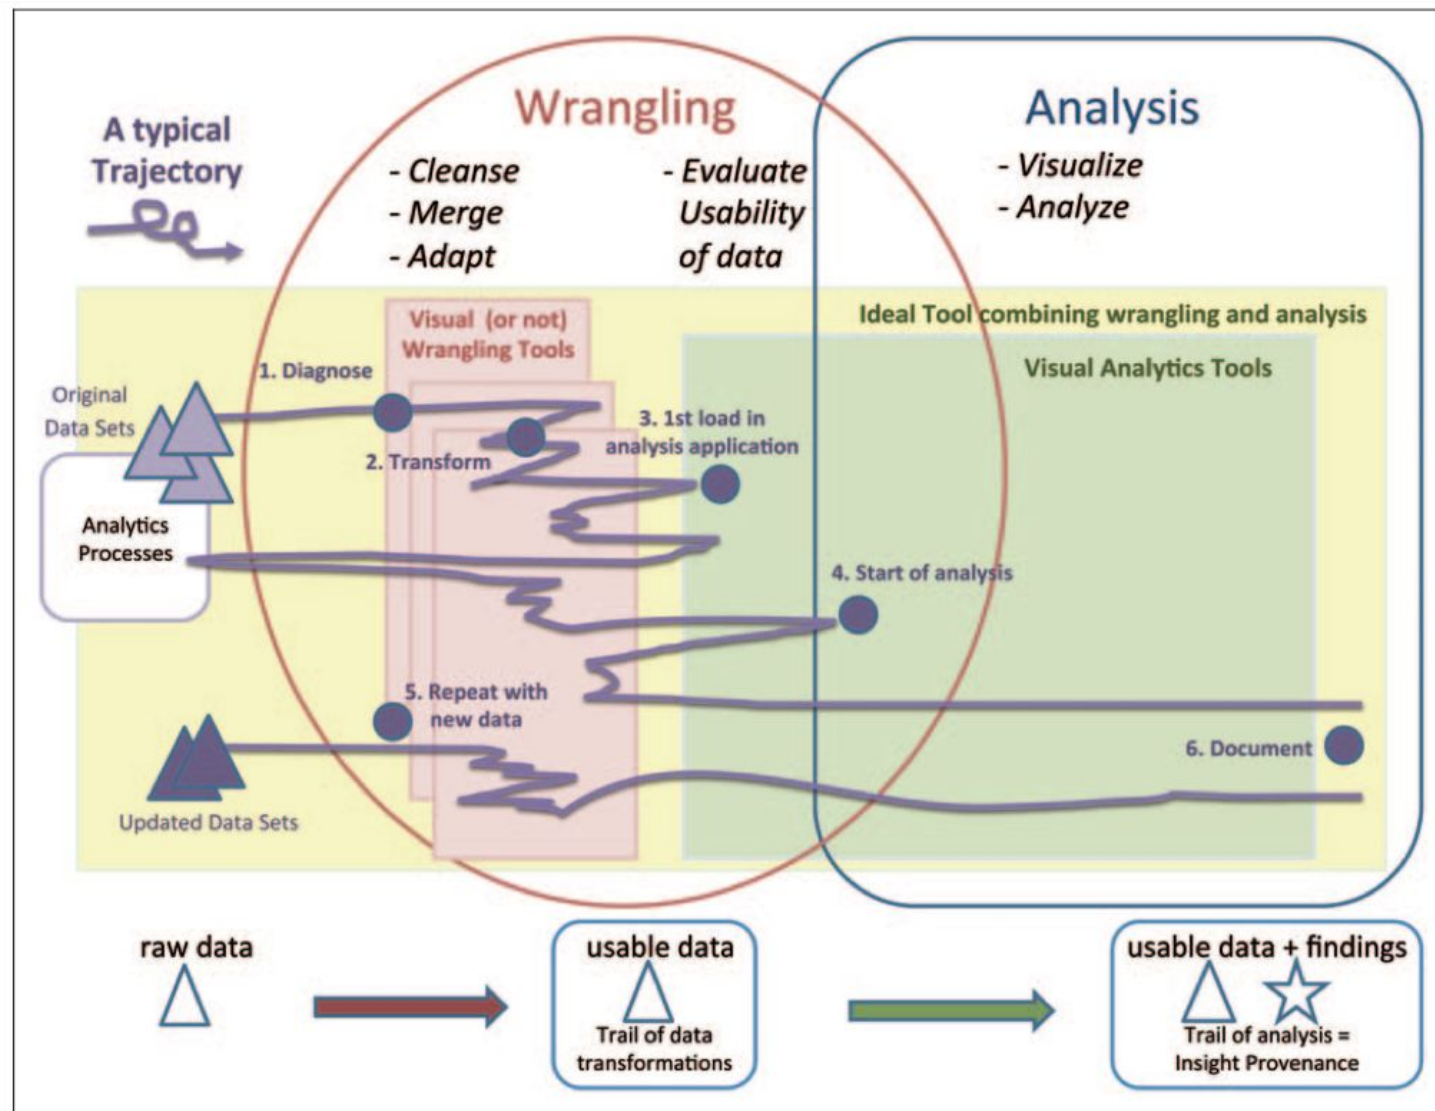 Wrangling
Analysis
A typical
Trajectory
- Cleanse
- Merge
- Adapt
- Evaluate
Usability
of data
- Visualize
- Analyze
Ideal Tool combining wrangling and analysis
Visual (or not)
Wrangling Tools
Visual Analytics Tools
1. Diagnose
Original
Data Sets
3. 1st load in
analysis application
2. Transform
Analytics
Processes
4. Start of analysis
5. Repeat with
new data
6. Document
Updated Data Sets
raw data
usable data
Trail of data
transformations
usable data + findings
Trail of analysis =
Insight Provenance